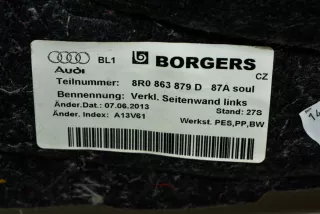 BL1 BORGERS
Audi CZ
Teilnummer: 8R0 863 879 D 87A soul
Bennennung: Verkl. Seitenwand links
Änder.Dat.: 07.06.2013 Stand: 27S
Änder. Index: A13V61
Werkst. PES,PP,BW